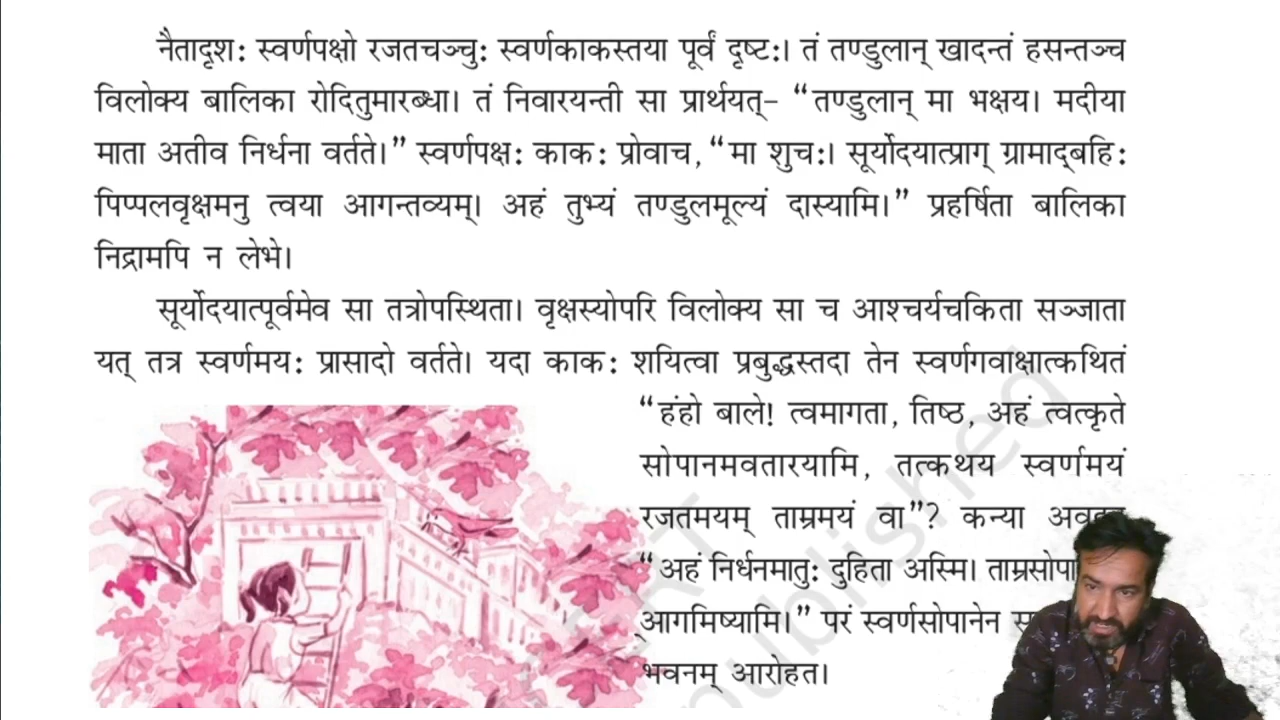 नैतादृशः स्वर्णपक्षो रजतचञ्चुः स्वर्णकाकस्तया पूर्वं दृष्टः। तं तण्डुलान् खादन्तं हसन्तञ्च
विलोक्य बालिका रोदितुमारब्धा। तं निवारयन्ती सा प्रार्थयत्– “तण्डुलान् मा भक्षय। मदीया
माता अतीव निर्धना वर्तते।” स्वर्णपक्षः काकः प्रोवाच, “मा शुचः। सूर्योदयात्प्राग् ग्रामाद्बहिः
पिप्पलवृक्षमनु त्वया आगन्तव्यम्। अहं तुभ्यं तण्डुलमूल्यं दास्यामि।” प्रहर्षिता बालिका
निद्रामपि न लेभे।
सूर्योदयात्पूर्वमेव सा तत्रोपस्थिता। वृक्षस्योपरि विलोक्य सा च आश्चर्यचकिता सञ्जाता
यत् तत्र स्वर्णमयः प्रासादो वर्तते। यदा काकः शयित्वा प्रबुद्धस्तदा तेन स्वर्णगवाक्षात्कथितं
“हंहो बाले! त्वमागता, तिष्ठ, अहं त्वत्कृते
सोपानमवतारयामि, तत्कथय स्वर्णमयं
रजतमयम् ताम्रमयं वा”? कन्या
“अहं निर्धनमातुः दुहिता अस्मि।
आगमिष्यामि।” परं स्वर्णसोपानेन
भवनम् आरोहत।
published